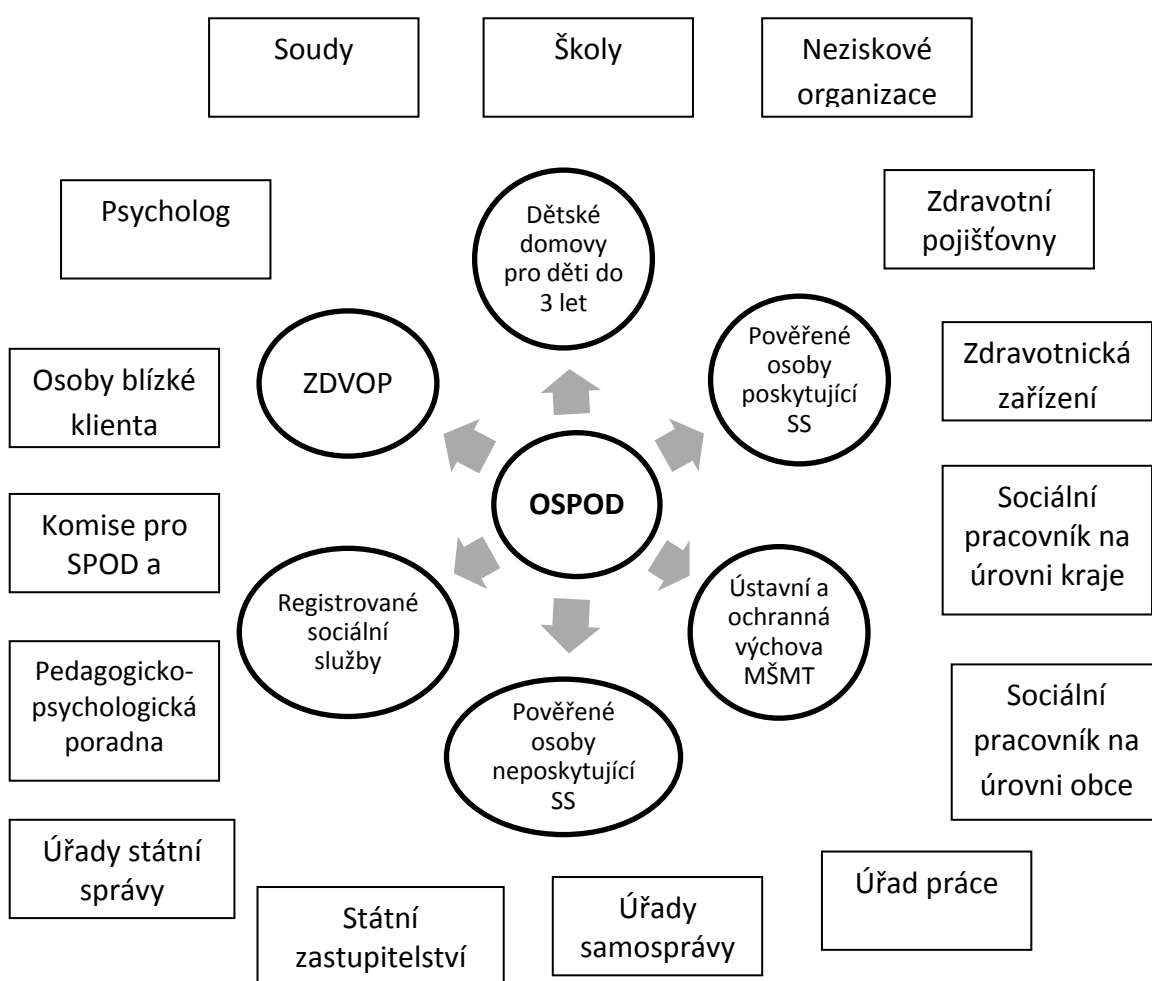 Soudy
Školy
Neziskové
organizace
Psycholog
Dětské
domovy
pro děti do
3 let
Zdravotní
pojišťovny
ZDVOP
Pověřené
osoby
poskytující
SS
Osoby blízké
klienta
Zdravotnická
zařízení
OSPOD
Komise pro
SPOD a
Sociální
pracovník na
úrovni kraje
Registrované
sociální
služby
Ústavní a
ochranná
výchova
MŠMT
Pedagogicko-
psychologická
poradna
Pověřené
osoby
neposkytující
SS
Sociální
pracovník na
úrovni obce
Úřady státní
správy
Státní
zastupitelství
Úřady
samosprávy
Úřad práce